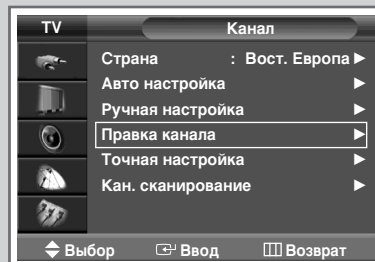 TV Канал
Страна : Вост. Европа
Авто настройка
Ручная настройка
Правка канала
Точная настройка
Кан. сканирование
Выбор Ввод Возврат